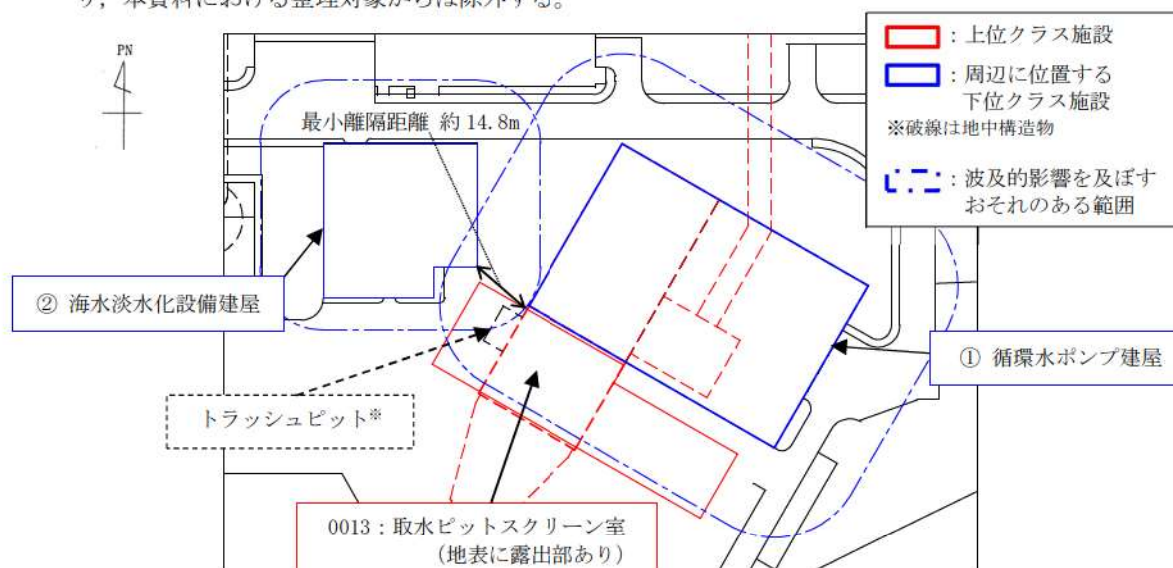 り，本資料における整理対象からは除外する。
PN
：上位クラス施設
：周辺に位置する
下位クラス施設
※破線は地中構造物
：波及的影響を及ぼす
おそれのある範囲
最小離隔距離 約 14.8m
② 海水淡水化設備建屋
① 循環水ポンプ建屋
トラッシュピット※
0013：取水ピットスクリーン室
（地表に露出部あり）